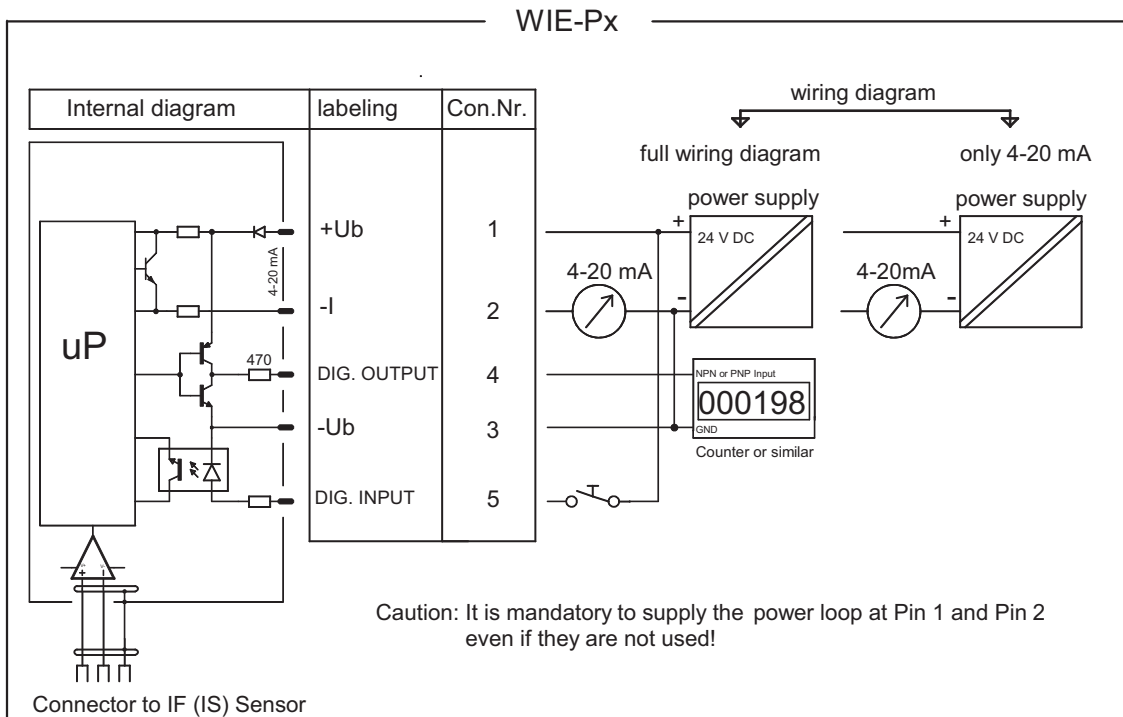 WIE-Px
Internal diagram labeling Con.Nr.
wiring diagram
full wiring diagram only 4-20 mA
power supply power supply
+Ub 1 + 24 V DC + 24 V DC
4-20 mA
4-20 mA 4-20mA
-I 2 - -
uP
470 DIG. OUTPUT 4 NPN or PNP Input
000198
-Ub 3 GND
Counter or similar
DIG. INPUT 5
+ -
Caution: It is mandatory to supply the power loop at Pin 1 and Pin 2
even if they are not used!
Connector to IF (IS) Sensor